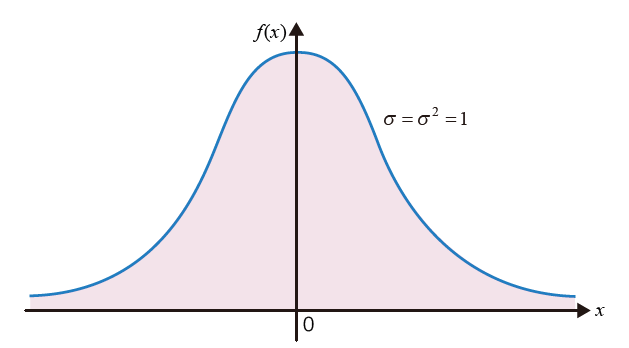 f(x)
σ = σ² = 1
x
0